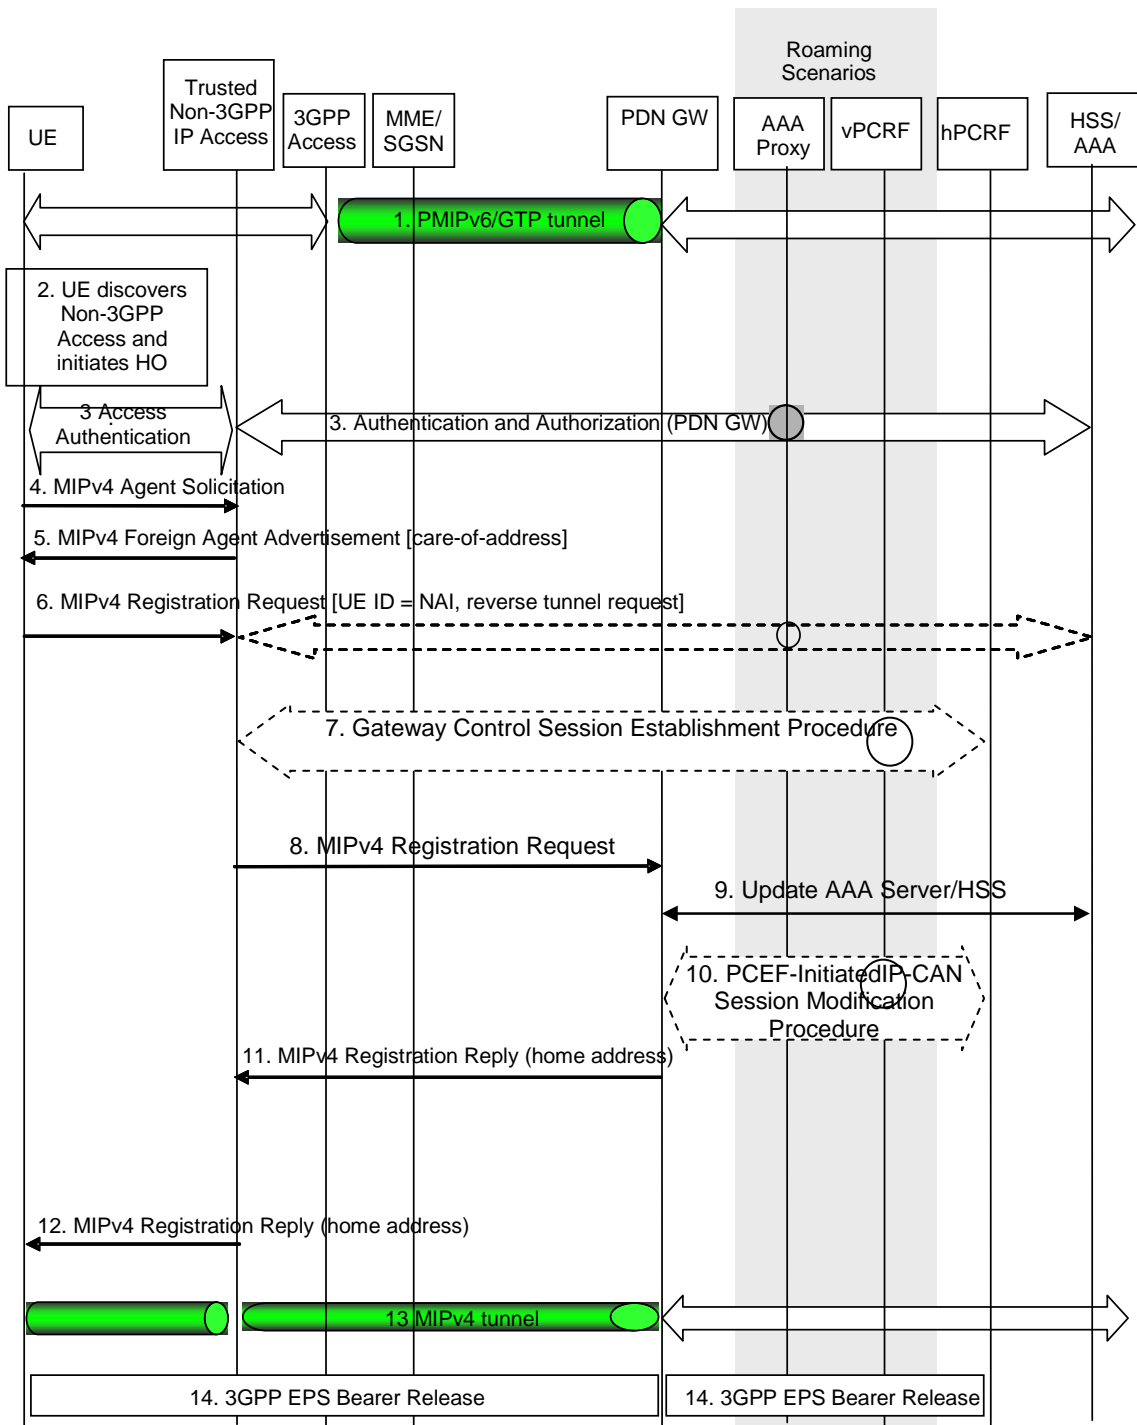 Roaming
Scenarios
UE
Trusted
Non-3GPP
IP Access
3GPP
Access
MME/
SGSN
PDN GW
AAA
Proxy
vPCRF
hPCRF
HSS/
AAA
1. PMIPv6/GTP tunnel
2. UE discovers
Non-3GPP
Access and
initiates HO
3 Access
Authentication
3. Authentication and Authorization (PDN GW)
4. MIPv4 Agent Solicitation
5. MIPv4 Foreign Agent Advertisement [care-of-address]
6. MIPv4 Registration Request [UE ID = NAI, reverse tunnel request]
7. Gateway Control Session Establishment Procedure
8. MIPv4 Registration Request
9. Update AAA Server/HSS
10. PCEF-InitiatedIP-CAN
Session Modification
Procedure
11. MIPv4 Registration Reply (home address)
12. MIPv4 Registration Reply (home address)
13 MIPv4 tunnel
14. 3GPP EPS Bearer Release
14. 3GPP EPS Bearer Release